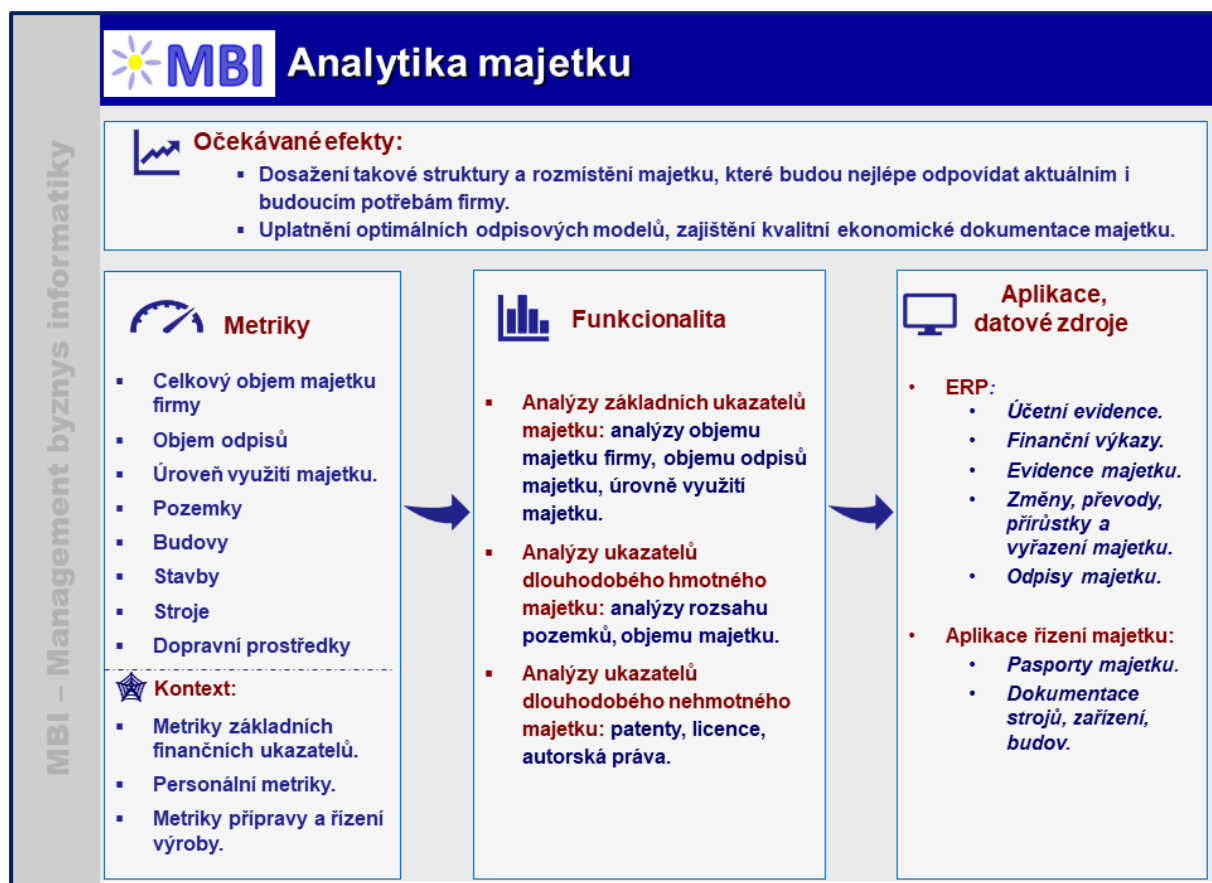 MBI – Management byznys informatiky
MBI
Analytika majetku
Očekávané efekty:
▪ Dosažení takové struktury a rozmístění majetku, které budou nejlépe odpovídat aktuálním i
budoucím potřebám firmy.
▪ Uplatnění optimálních odpisových modelů, zajištění kvalitní ekonomické dokumentace majetku.
Metriky
▪ Celkový objem majetku
firmy
▪ Objem odpisů
▪ Úroveň využití majetku.
▪ Pozemky
▪ Budovy
▪ Stavby
▪ Stroje
▪ Dopravní prostředky
Kontext:
▪ Metriky základních
finančních ukazatelů.
▪ Personální metriky.
▪ Metriky přípravy a řízení
výroby.
Funkcionalita
▪ Analýzy základních ukazatelů
majetku: analýzy objemu
majetku firmy, objemu odpisů
majetku, úrovně využití
majetku.
▪ Analýzy ukazatelů
dlouhodobého hmotného
majetku: analýzy rozsahu
pozemků, objemu majetku.
▪ Analýzy ukazatelů
dlouhodobého nehmotného
majetku: patenty, licence,
autorská práva.
Aplikace,
datové zdroje
• ERP:
• Účetní evidence.
• Finanční výkazy.
• Evidence majetku.
• Změny, převody,
přírůstky a
vyřazení majetku.
• Odpisy majetku.
• Aplikace řízení majetku:
• Pasporty majetku.
• Dokumentace
strojů, zařízení,
budov.